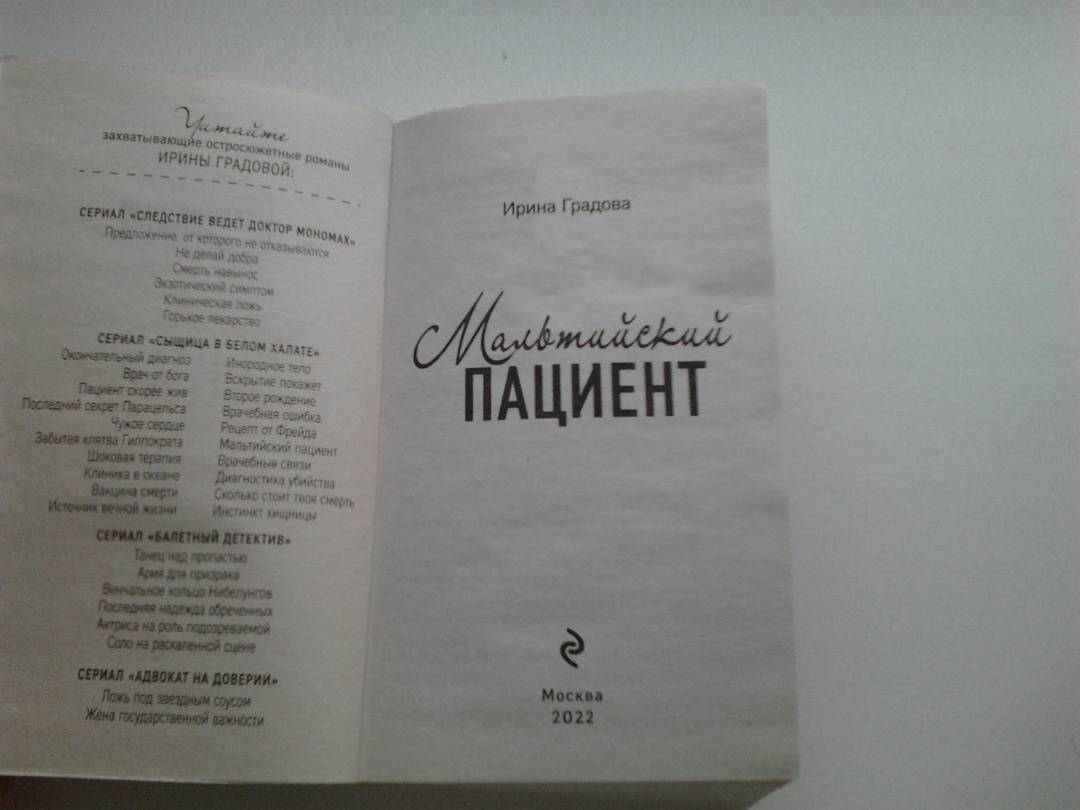 Читайте
захватывающие остросюжетные романы
ИРИНЫ ГРАДОВОЙ:
СЕРИАЛ «СЛЕДСТВИЕ ВЕДЕТ ДОКТОР МОНОМАХ»
Предложение, от которого не отказываются
Не делай добра
Смерть навынос
Экзотический симптом
Клиническая ложь
Горькое лекарство
СЕРИАЛ «СЫЩИЦА В БЕЛОМ ХАЛАТЕ»
Окончательный диагноз
Врач от бога
Пациент скорее жив
Последний секрет Парацельса
Чужое сердце
Забытая клятва Гиппократа
Шоковая терапия
Клиника в океане
Вакцина смерти
Источник вечной жизни
Инородное тело
Вскрытие покажет
Второе рождение
Врачебная ошибка
Рецепт от Фрейда
Мальтийский пациент
Врачебные связи
Диагностика убийства
Сколько стоит твоя смерть
Инстинкт хищницы
СЕРИАЛ «БАЛЕТНЫЙ ДЕТЕКТИВ»
Танец над пропастью
Ария для призрака
Венчальное кольцо Нибелунгов
Последняя надежда обреченных
Актриса на роль подозреваемой
Соло на раскаленной сцене
СЕРИАЛ «АДВОКАТ НА ДОВЕРИИ»
Ложь под звездным соусом
Жена государственной важности
Ирина Градова
Мальтийский
ПАЦИЕНТ
Москва
2022